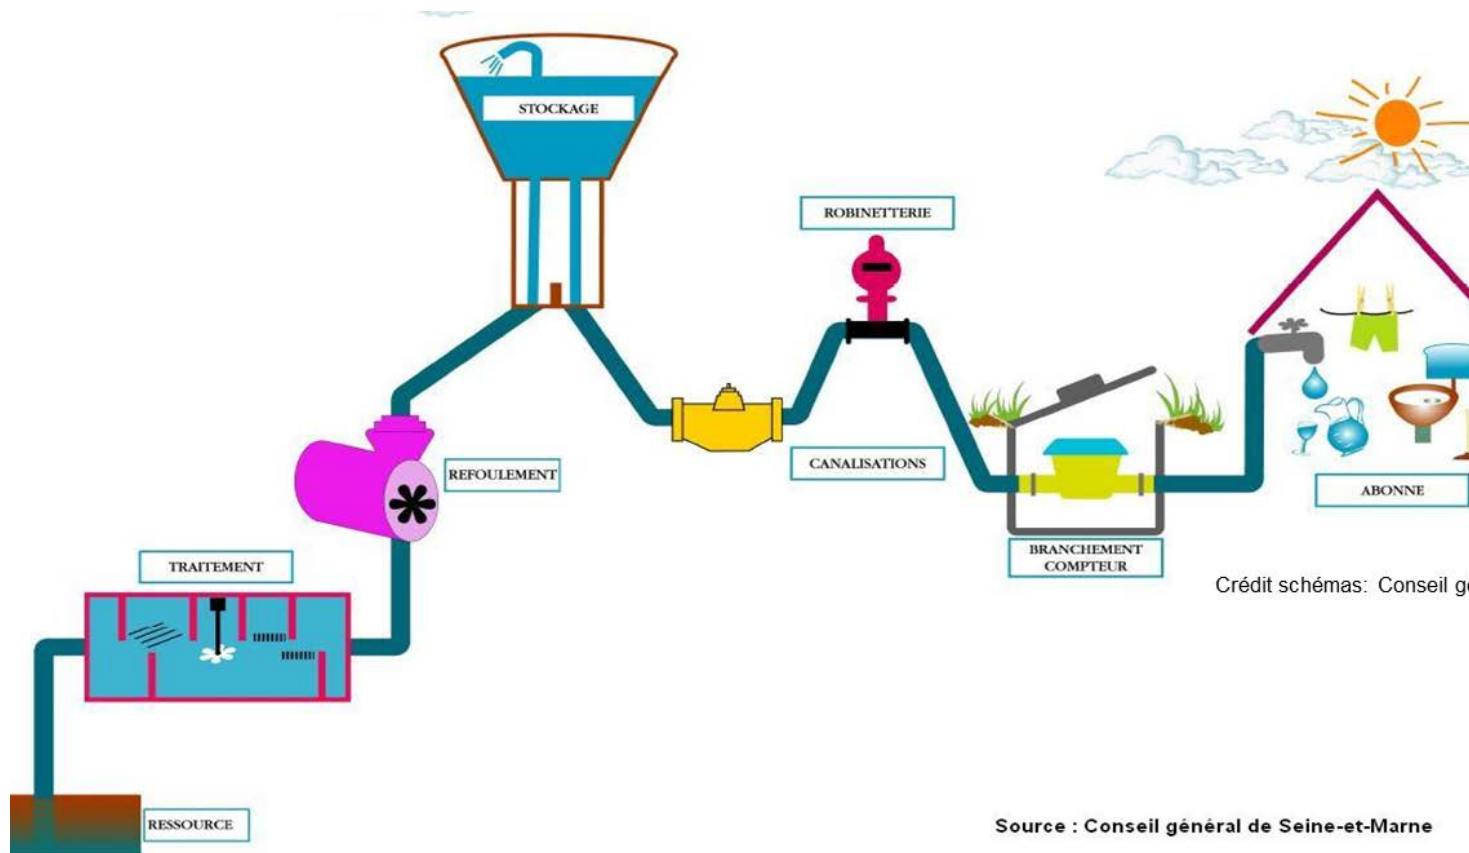 STOCKAGE
ROBINETTERIE
REFOULEMENT
CANALISATIONS
ABONNE
BRANCHEMENT
COMPTEUR
TRAITEMENT
Crédit schémas: Conseil gé
RESSOURCE
Source : Conseil général de Seine-et-Marne